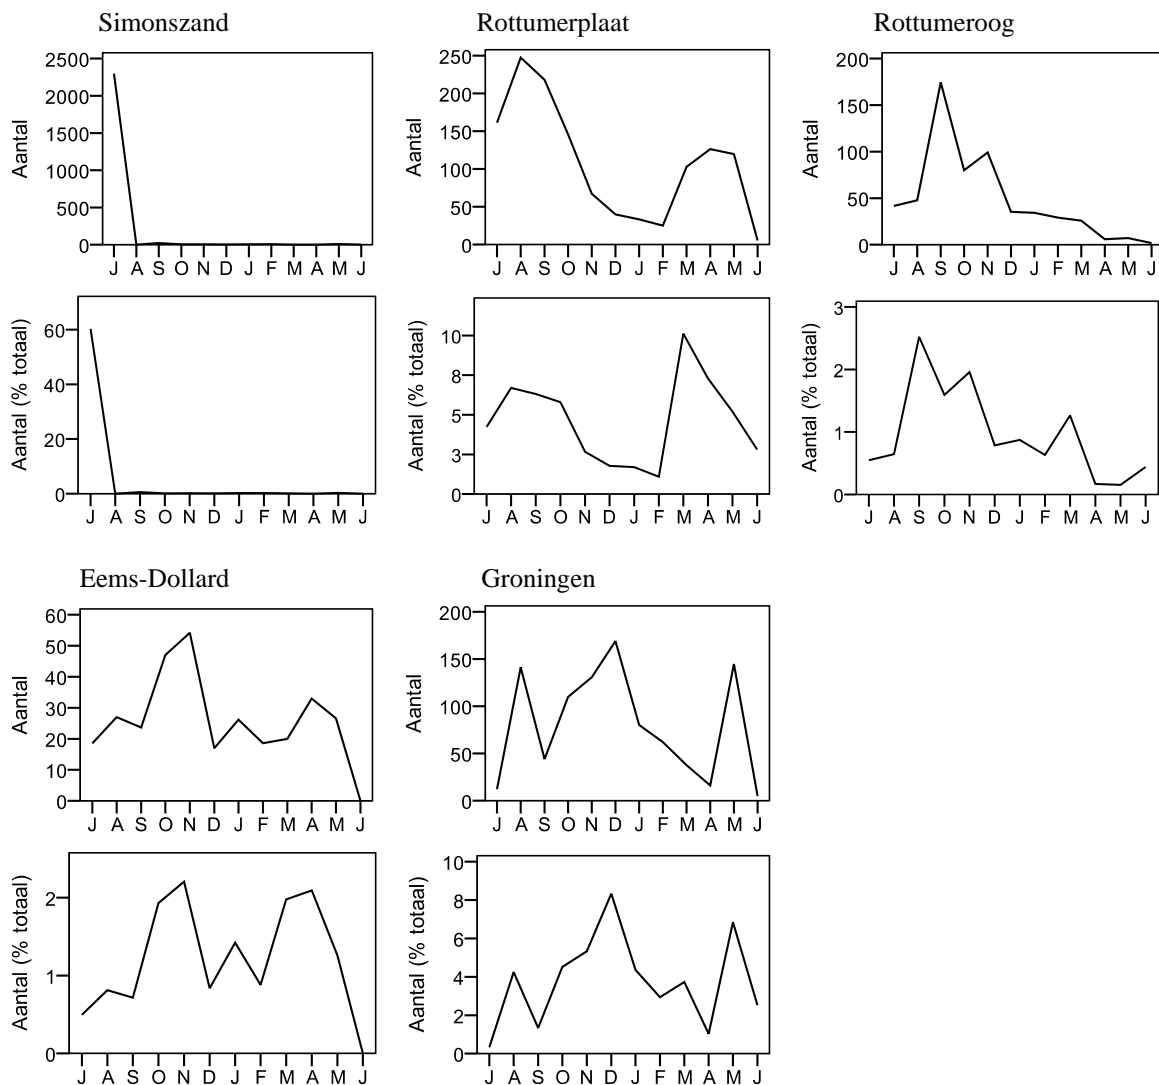 Simonszand
Aantal
2500
2000
1500
1000
500
0
J A S O N D J F M A M J
Aantal (% totaal)
60
40
20
0
J A S O N D J F M A M J
Rottumerplaat
Aantal
250
200
150
100
50
0
J A S O N D J F M A M J
Aantal (% totaal)
10
8
5
3
0
J A S O N D J F M A M J
Rottumeroog
Aantal
200
150
100
50
0
J A S O N D J F M A M J
Aantal (% totaal)
3
2
1
0
J A S O N D J F M A M J
Eems-Dollard
Aantal
60
50
40
30
20
10
0
J A S O N D J F M A M J
Aantal (% totaal)
2
1
0
J A S O N D J F M A M J
Groningen
Aantal
200
150
100
50
0
J A S O N D J F M A M J
Aantal (% totaal)
10
8
6
4
2
0
J A S O N D J F M A M J